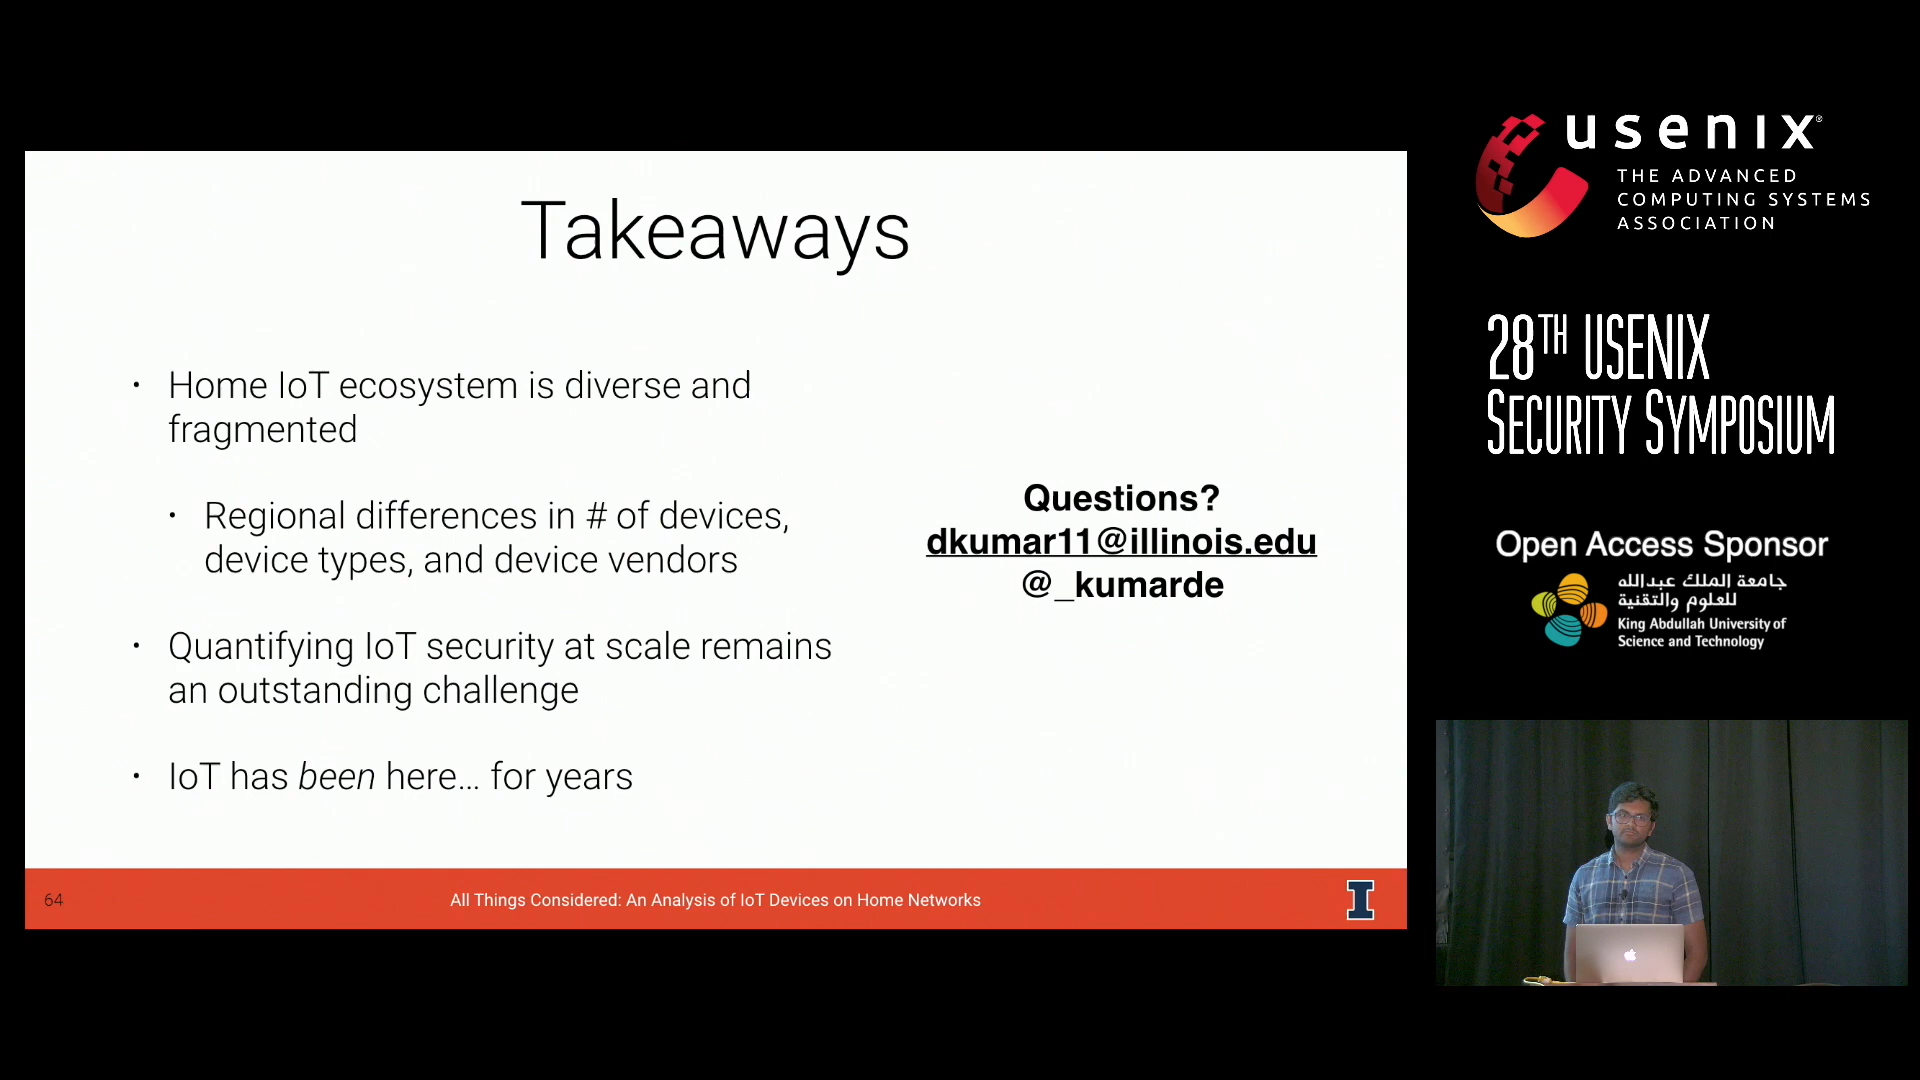 Takeaways
• Home IoT ecosystem is diverse and
fragmented
• Regional differences in # of devices,
device types, and device vendors
• Quantifying IoT security at scale remains
an outstanding challenge
• IoT has been here… for years
Questions?
dkumar11@illinois.edu
@_kumarde
64
All Things Considered: An Analysis of IoT Devices on Home Networks
I
usenix®
THE ADVANCED
COMPUTING SYSTEMS
ASSOCIATION
28TH USENIX
SECURITY SYMPOSIUM
Open Access Sponsor
جامعة الملك عبدالله
للعلوم والتقنية
King Abdullah University of
Science and Technology